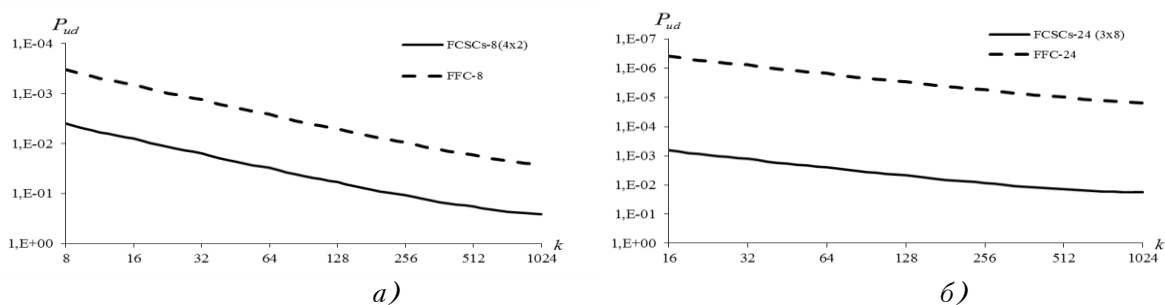 P_ud
1,E-04
1,E-03
1,E-02
1,E-01
1,E+00
8 16 32 64 128 256 512 1024
k
FCSCs-8(4x2)
FFC-8
а)
P_ud
1,E-07
1,E-06
1,E-05
1,E-04
1,E-03
1,E-02
1,E-01
1,E+00
16 32 64 128 256 512 1024
k
FCSCs-24 (3x8)
FFC-24
б)